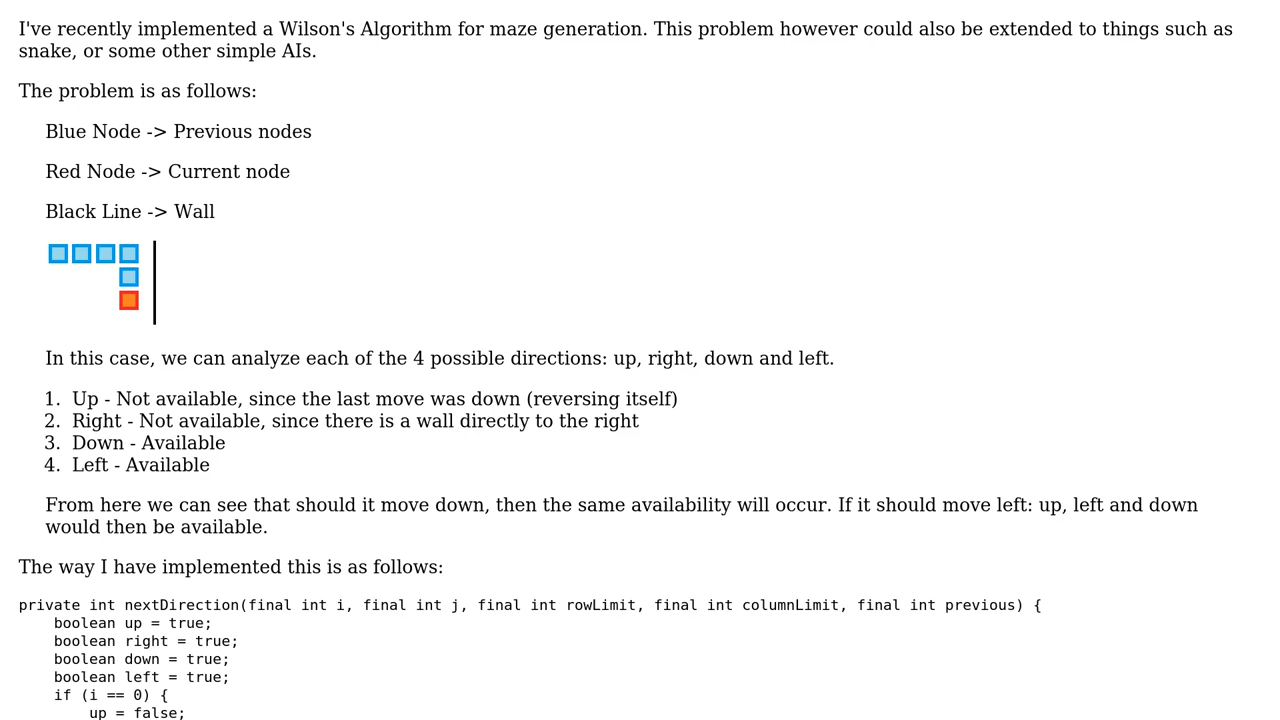 I've recently implemented a Wilson's Algorithm for maze generation. This problem however could also be extended to things such as
snake, or some other simple AIs.
The problem is as follows:
Blue Node -> Previous nodes
Red Node -> Current node
Black Line -> Wall
In this case, we can analyze each of the 4 possible directions: up, right, down and left.
1. Up - Not available, since the last move was down (reversing itself)
2. Right - Not available, since there is a wall directly to the right
3. Down - Available
4. Left - Available
From here we can see that should it move down, then the same availability will occur. If it should move left: up, left and down
would then be available.
The way I have implemented this is as follows:
private int nextDirection(final int i, final int j, final int rowLimit, final int columnLimit, final int previous) {
    boolean up = true;
    boolean right = true;
    boolean down = true;
    boolean left = true;
    if (i == 0) {
        up = false;